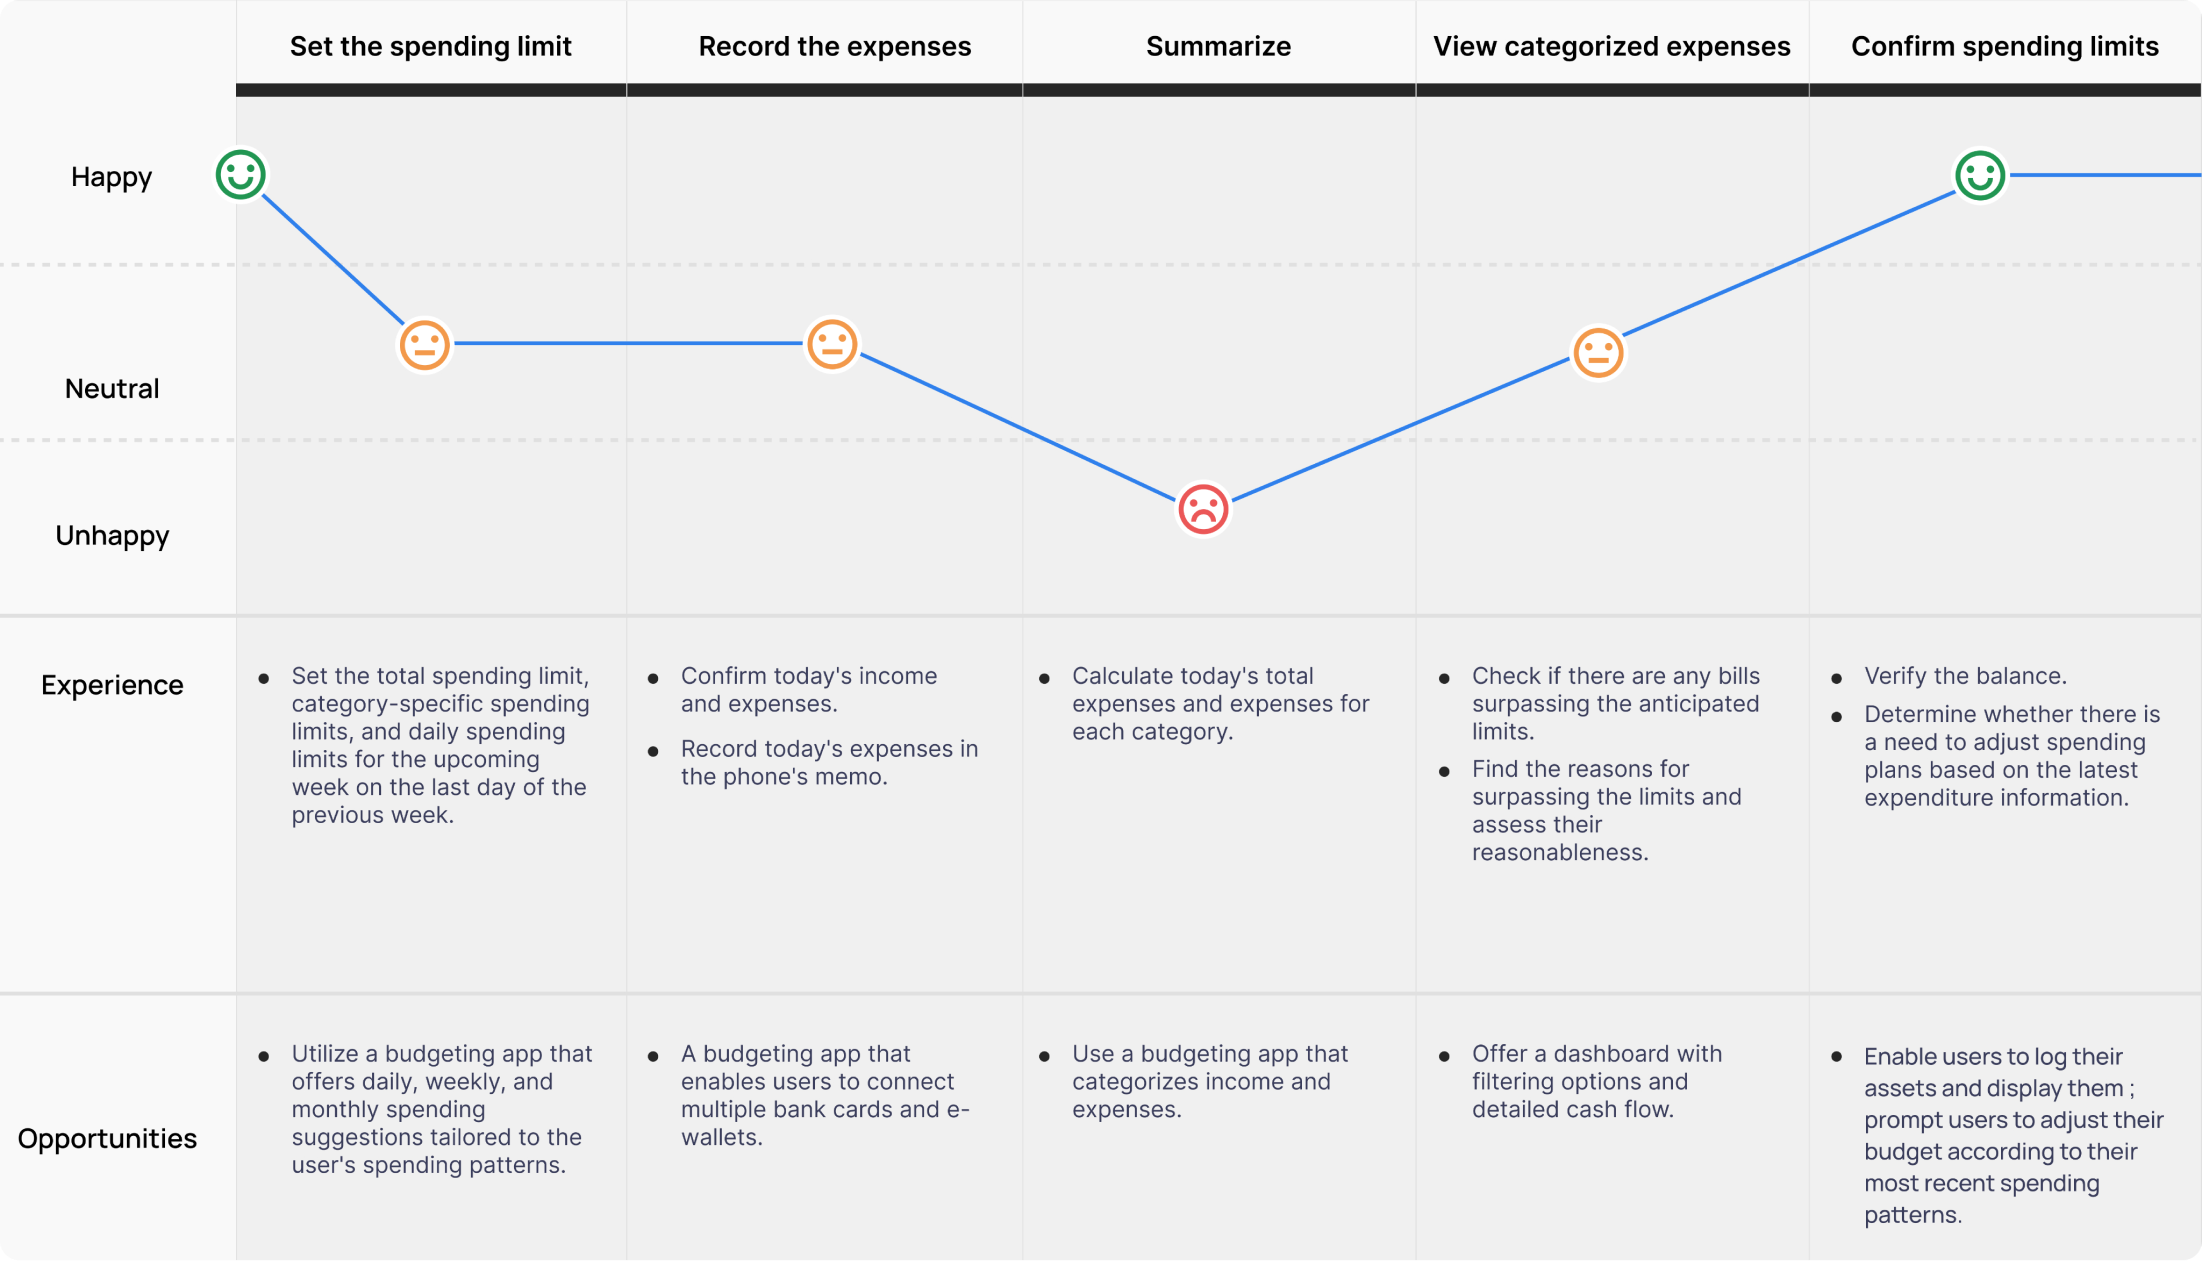 Set the spending limit
Record the expenses
Summarize
View categorized expenses
Confirm spending limits
Happy
Neutral
Unhappy
Experience
Set the total spending limit,
category-specific spending
limits, and daily spending
limits for the upcoming
week on the last day of the
previous week.
Confirm today's income
and expenses.
Record today's expenses in
the phone's memo.
Calculate today's total
expenses and expenses for
each category.
Check if there are any bills
surpassing the anticipated
limits.
Find the reasons for
surpassing the limits and
assess their
reasonableness.
Verify the balance.
Determine whether there is
a need to adjust spending
plans based on the latest
expenditure information.
Opportunities
Utilize a budgeting app that
offers daily, weekly, and
monthly spending
suggestions tailored to the
user's spending patterns.
A budgeting app that
enables users to connect
multiple bank cards and e-
wallets.
Use a budgeting app that
categorizes income and
expenses.
Offer a dashboard with
filtering options and
detailed cash flow.
Enable users to log their
assets and display them ;
prompt users to adjust their
budget according to their
most recent spending
patterns.